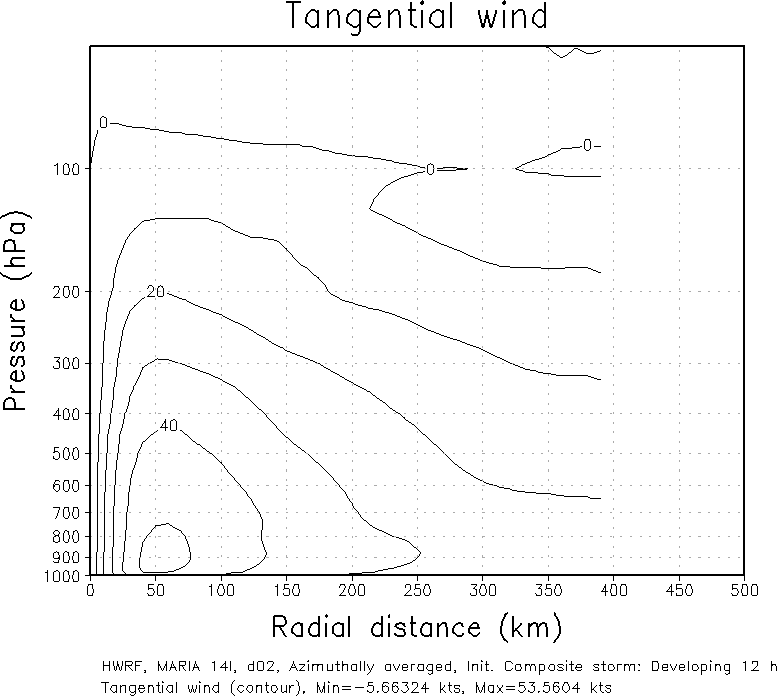 Tangential wind
0
0
0
100
200
20
300
400
40
500
600
700
800
900
1000
0 50 100 150 200 250 300 350 400 450 500
Pressure (hPa)
Radial distance (km)
HWRF, MARIA 14l, d02, Azimuthally averaged, Init. Composite storm: Developing 12 h
Tangential wind (contour), Min=-5.66324 kts, Max=53.5604 kts